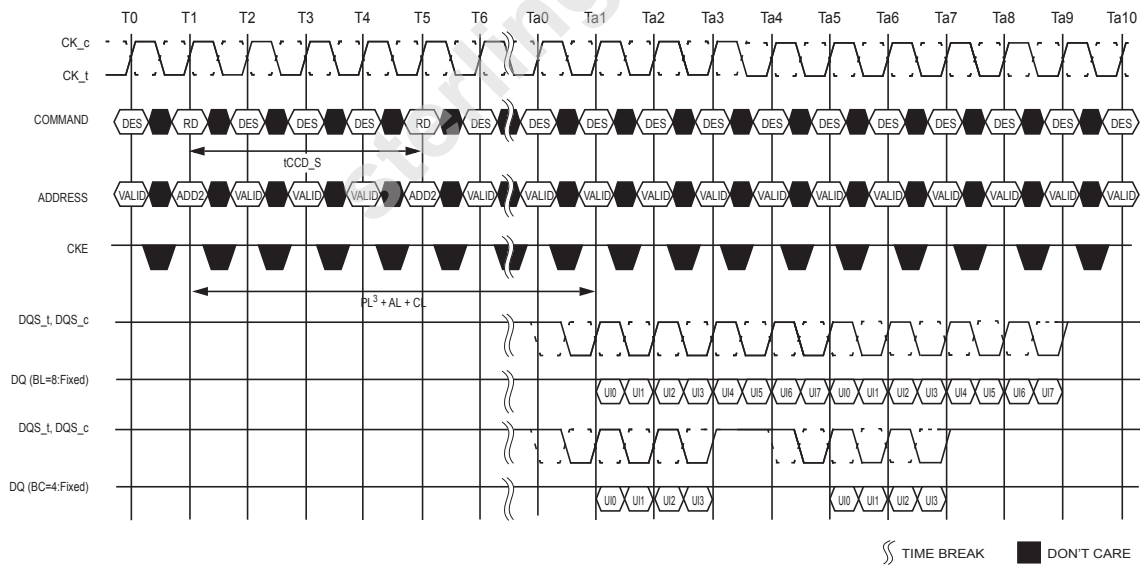 T0 T1 T2 T3 T4 T5 T6 Ta0 Ta1 Ta2 Ta3 Ta4 Ta5 Ta6 Ta7 Ta8 Ta9 Ta10
CK_c
CK_t
COMMAND DES RD DES DES DES RD DES DES DES DES DES DES DES DES DES DES DES DES
tCCD_S
ADDRESS VALID ADD2 VALID VALID VALID ADD2 VALID VALID VALID VALID VALID VALID VALID VALID VALID VALID VALID VALID
CKE
PL3 + AL + CL
DQS_t, DQS_c
DQ (BL=8:Fixed) UI0 UI1 UI2 UI3 UI4 UI5 UI6 UI7 UI0 UI1 UI2 UI3 UI4 UI5 UI6 UI7
DQS_t, DQS_c
DQ (BC=4:Fixed) UI0 UI1 UI2 UI3 UI0 UI1 UI2 UI3
TIME BREAK DON'T CARE
sterling